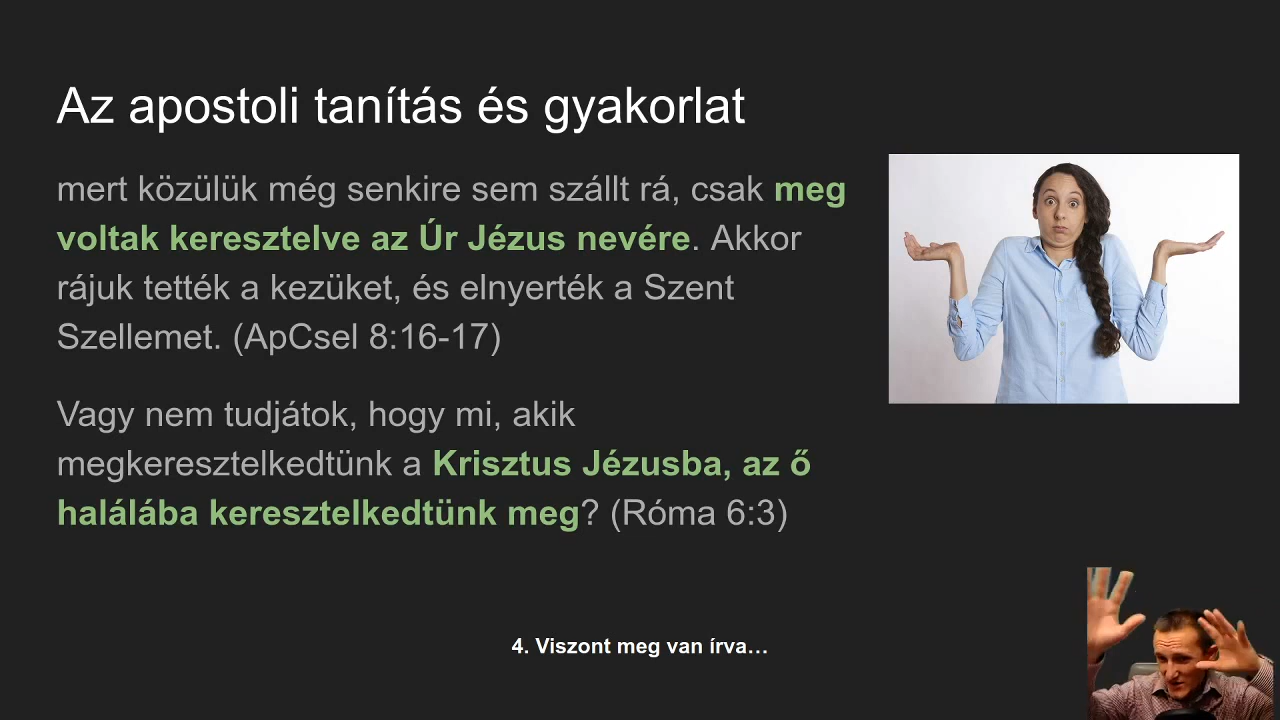 Az apostoli tanítás és gyakorlat
mert közülük még senkire sem szállt rá, csak meg
voltak keresztelve az Úr Jézus nevére. Akkor
rájuk tették a kezüket, és elnyerték a Szent
Szellemet. (ApCsel 8:16-17)
Vagy nem tudjátok, hogy mi, akik
megkeresztelkedtünk a Krisztus Jézusba, az ő
halálába keresztelkedtünk meg? (Róma 6:3)
4. Viszont meg van írva…